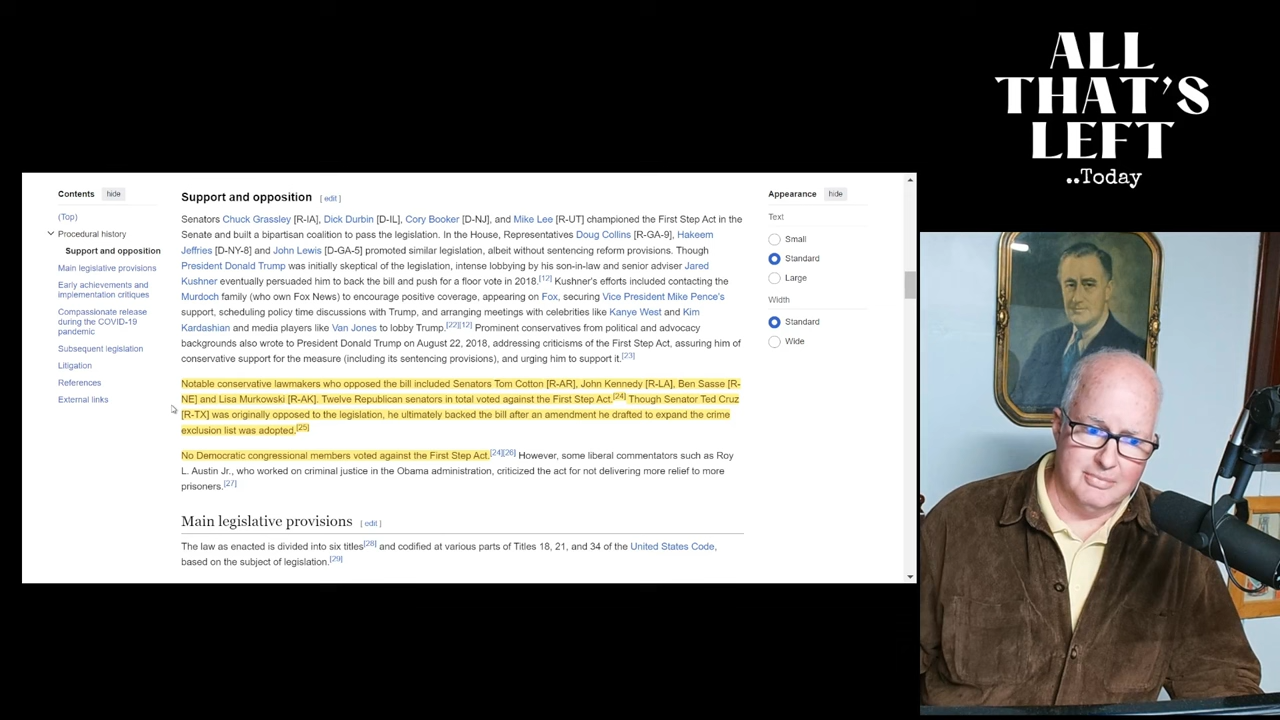 ALL
THAT'S
LEFT
..Today
Contents hide
(Top)
Procedural history
Support and opposition
Main legislative provisions
Early achievements and
implementation critiques
Compassionate release
during the COVID-19
pandemic
Subsequent legislation
Litigation
References
External links
Support and opposition [ edit ]
Senators Chuck Grassley [R-IA], Dick Durbin [D-IL], Cory Booker [D-NJ], and Mike Lee [R-UT] championed the First Step Act in the
Senate and built a bipartisan coalition to pass the legislation. In the House, Representatives Doug Collins [R-GA-9], Hakeem
Jeffries [D-NY-8] and John Lewis [D-GA-5] promoted similar legislation, albeit without sentencing reform provisions. Though
President Donald Trump was initially skeptical of the legislation, intense lobbying by his son-in-law and senior adviser Jared
Kushner eventually persuaded him to back the bill and push for a floor vote in 2018.[12] Kushner's efforts included contacting the
Murdoch family (who own Fox News) to encourage positive coverage, appearing on Fox, securing Vice President Mike Pence's
support, scheduling policy time discussions with Trump, and arranging meetings with celebrities like Kanye West and Kim
Kardashian and media players like Van Jones to lobby Trump.[22][12] Prominent conservatives from political and advocacy
backgrounds also wrote to President Donald Trump on August 22, 2018, addressing criticisms of the First Step Act, assuring him of
conservative support for the measure (including its sentencing provisions), and urging him to support it.[23]
Notable conservative lawmakers who opposed the bill included Senators Tom Cotton [R-AR], John Kennedy [R-LA], Ben Sasse [R-
NE] and Lisa Murkowski [R-AK]. Twelve Republican senators in total voted against the First Step Act.[24] Though Senator Ted Cruz
[R-TX] was originally opposed to the legislation, he ultimately backed the bill after an amendment he drafted to expand the crime
exclusion list was adopted.[25]
No Democratic congressional members voted against the First Step Act.[24][26] However, some liberal commentators such as Roy
L. Austin Jr., who worked on criminal justice in the Obama administration, criticized the act for not delivering more relief to more
prisoners.[27]
Main legislative provisions [ edit ]
The law as enacted is divided into six titles[28] and codified at various parts of Titles 18, 21, and 34 of the United States Code,
based on the subject of legislation.[29]
Appearance hide
Text
Small
Standard
Large
Width
Standard
Wide